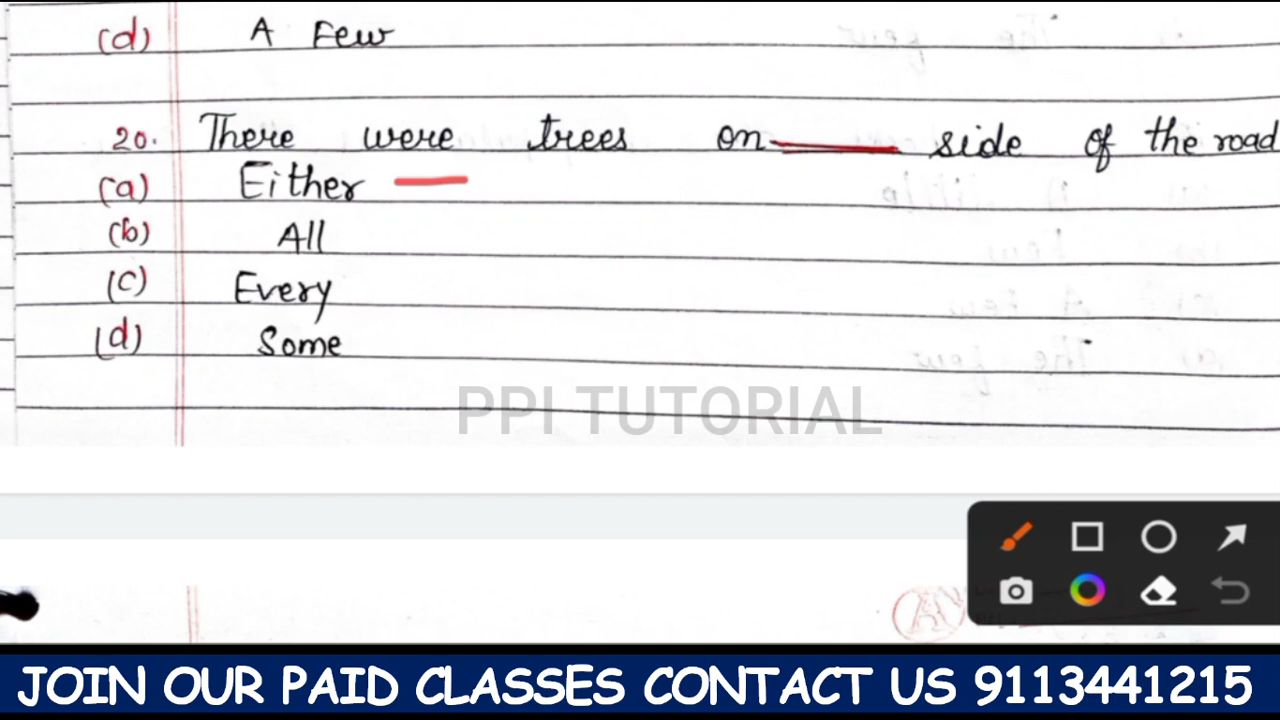 (d) A Few
20. There were trees on ______ side of the road
(a) Either
(b) All
(c) Every
(d) Some
PPI TUTORIAL
(A)
JOIN OUR PAID CLASSES CONTACT US 9113441215